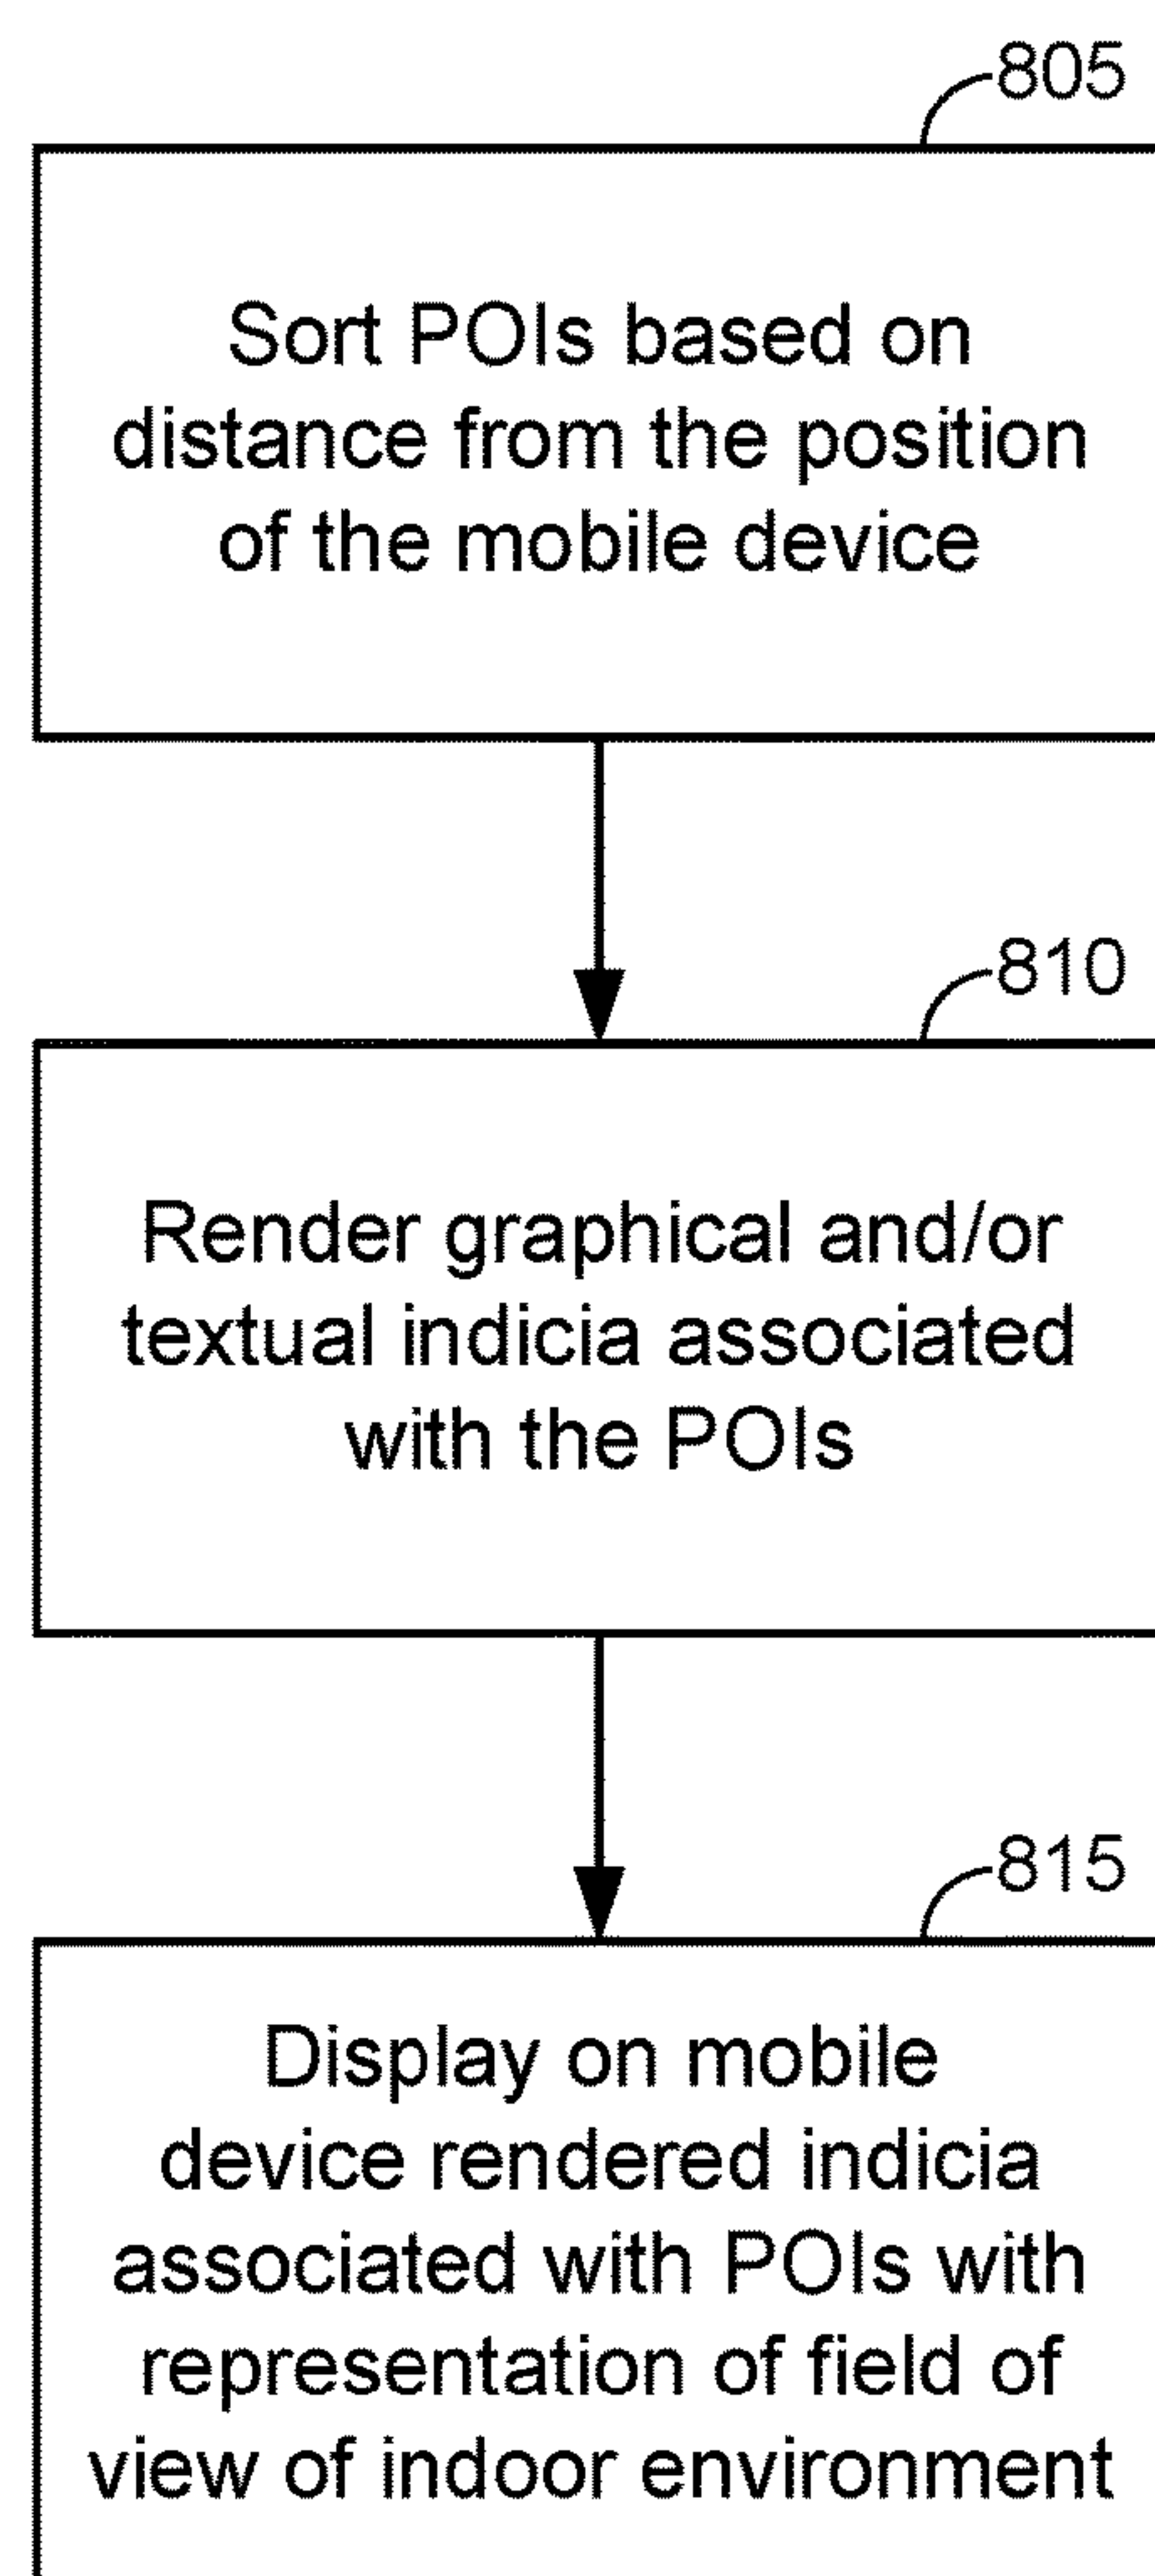 805
Sort POIs based on
distance from the position
of the mobile device
810
Render graphical and/or
textual indicia associated
with the POIs
815
Display on mobile
device rendered indicia
associated with POIs with
representation of field of
view of indoor environment